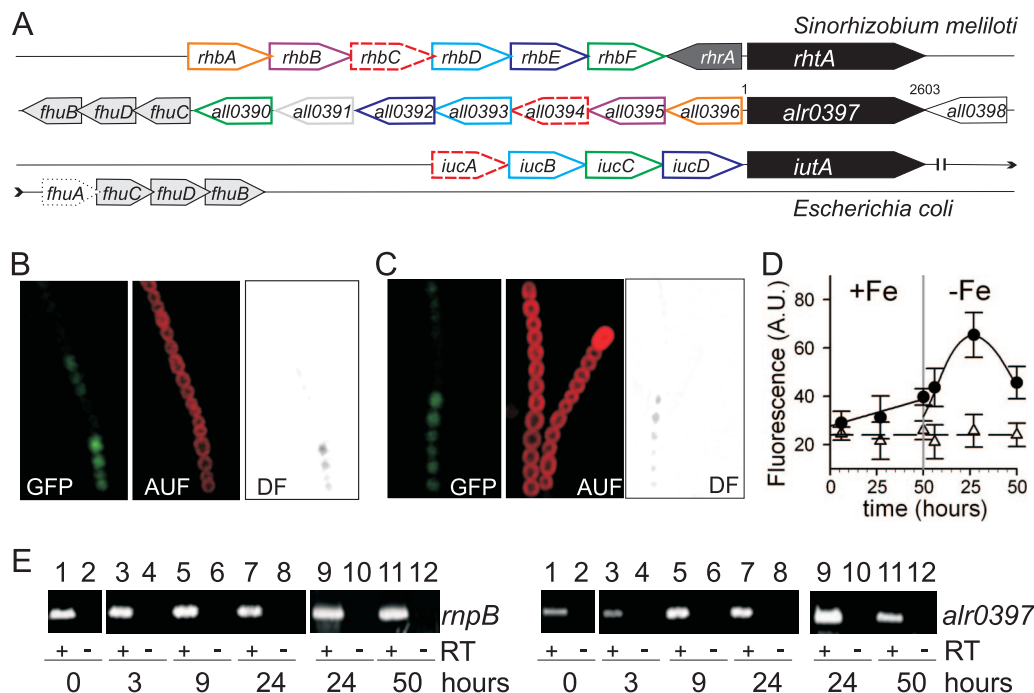 A
Sinorhizobium meliloti
rhbA rhbB rhbC rhbD rhbE rhbF rhrA rhtA
1 2603
fhuB fhuD fhuC all0390 all0391 all0392 all0393 all0394 all0395 all0396 alr0397 all0398
iucA iucB iucC iucD iutA
fhuA fhuC fhuD fhuB
Escherichia coli
B C D
GFP AUF DF
GFP AUF DF
+Fe -Fe
Fluorescence (A.U.)
80
60
40
20
0 25 50 25 50
time (hours)
E
1 2 3 4 5 6 7 8 9 10 11 12 1 2 3 4 5 6 7 8 9 10 11 12
rnpB alr0397
+ - + - + - + - + - + - RT + - + - + - + - + - + - RT
0 3 9 24 24 50 hours 0 3 9 24 24 50 hours